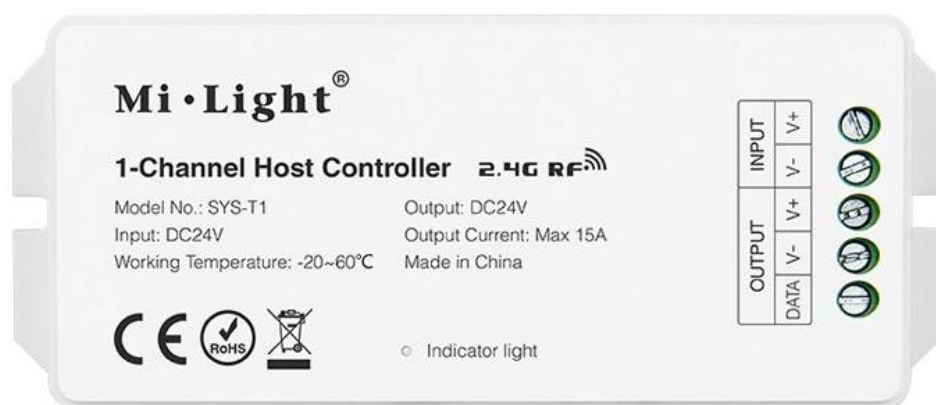 Mi·Light®
1-Channel Host Controller 2.4G RF
Model No.: SYS-T1
Input: DC24V
Working Temperature: -20~60℃
Output: DC24V
Output Current: Max 15A
Made in China
CE
RoHS
Indicator light
INPUT
V+
V-
OUTPUT
V+
V-
DATA